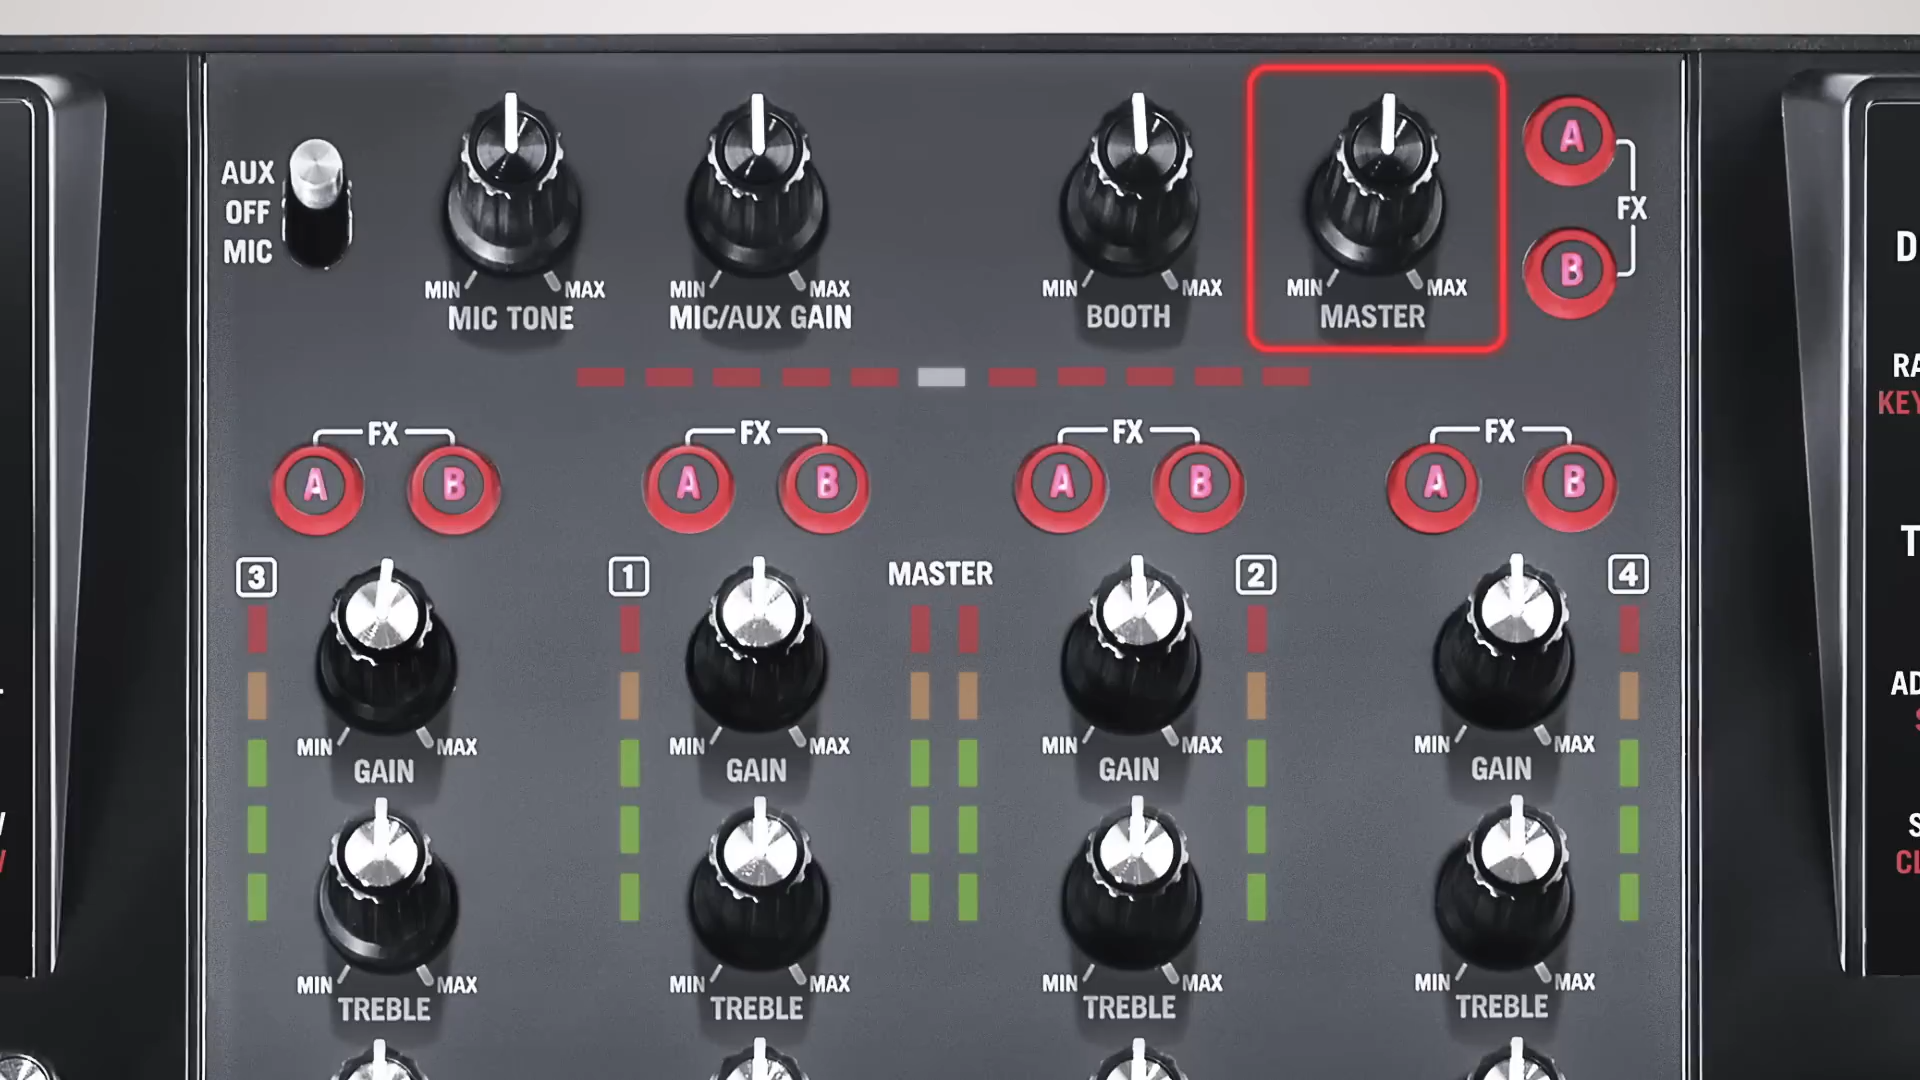 AUX
OFF
MIC
MIN MAX
MIC TONE
MIN MAX
MIC/AUX GAIN
MIN MAX
BOOTH
MIN MAX
MASTER
A
FX
B
FX
A B
FX
A B
FX
A B
FX
A B
3
1
MASTER
2
4
MIN MAX
GAIN
MIN MAX
GAIN
MIN MAX
GAIN
MIN MAX
GAIN
MIN MAX
TREBLE
MIN MAX
TREBLE
MIN MAX
TREBLE
MIN MAX
TREBLE
KEY